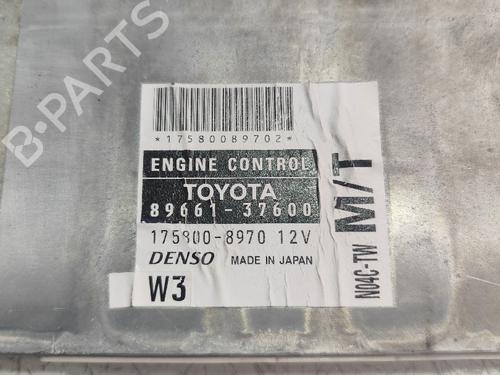 B-PARTS
*17580089702*
ENGINE CONTROL
TOYOTA
89661-37600
175800-8970 12V
DENSO MADE IN JAPAN
W3
M/T
N04C-TW